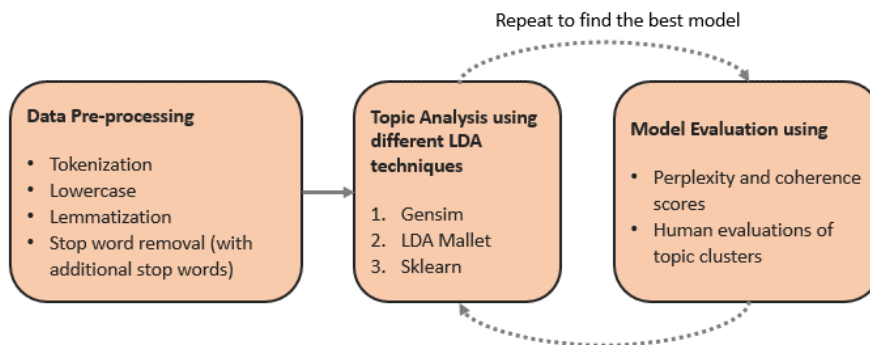 Repeat to find the best model
Data Pre-processing
• Tokenization
• Lowercase
• Lemmatization
• Stop word removal (with
additional stop words)
Topic Analysis using
different LDA
techniques
1. Gensim
2. LDA Mallet
3. Sklearn
Model Evaluation using
• Perplexity and coherence
scores
• Human evaluations of
topic clusters